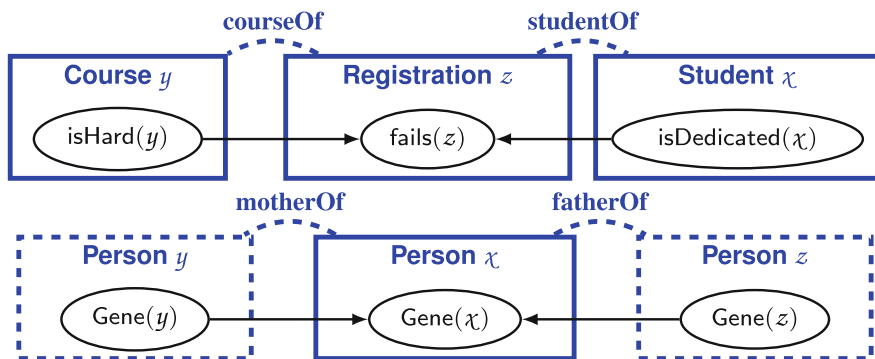 courseOf studentOf
Course y Registration z Student χ
isHard(y) fails(z) isDedicated(χ)
motherOf fatherOf
Person y Person χ Person z
Gene(y) Gene(χ) Gene(z)